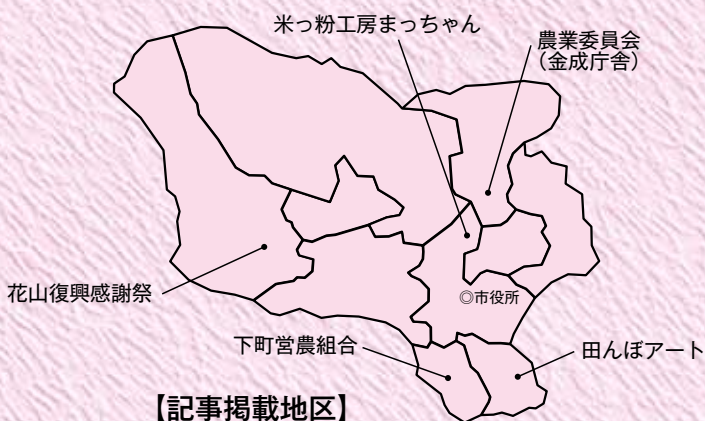 米っ粉工房まっちゃん
農業委員会
（金成庁舎）
花山復興感謝祭
◎市役所
下町営農組合
田んぼアート
【記事掲載地区】